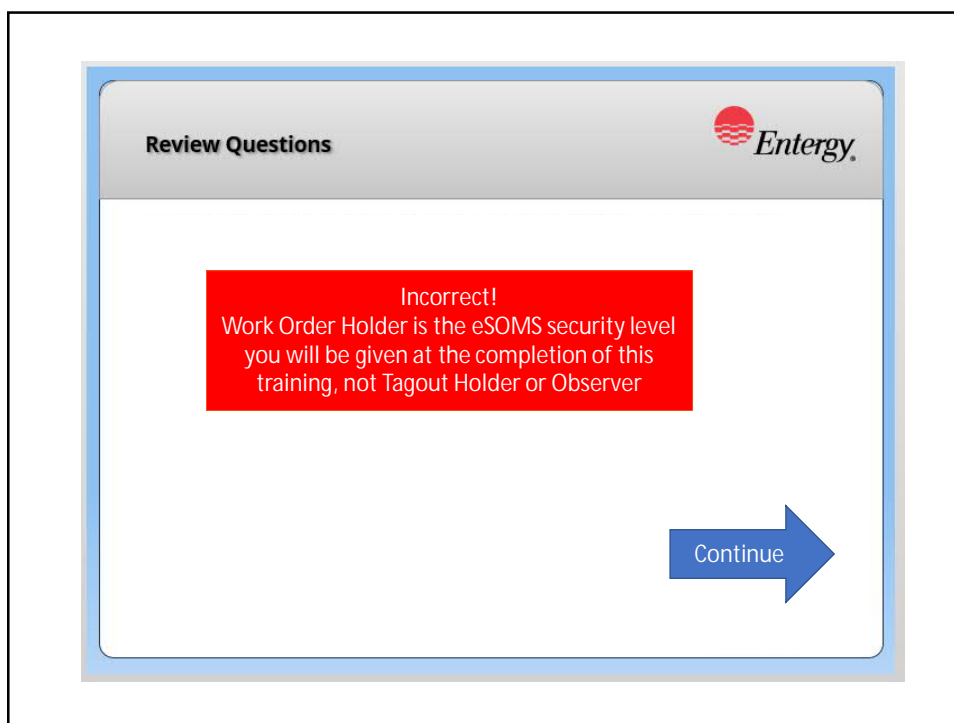 Review Questions
Entergy®
Incorrect!
Work Order Holder is the eSOMS security level
you will be given at the completion of this
training, not Tagout Holder or Observer
Continue